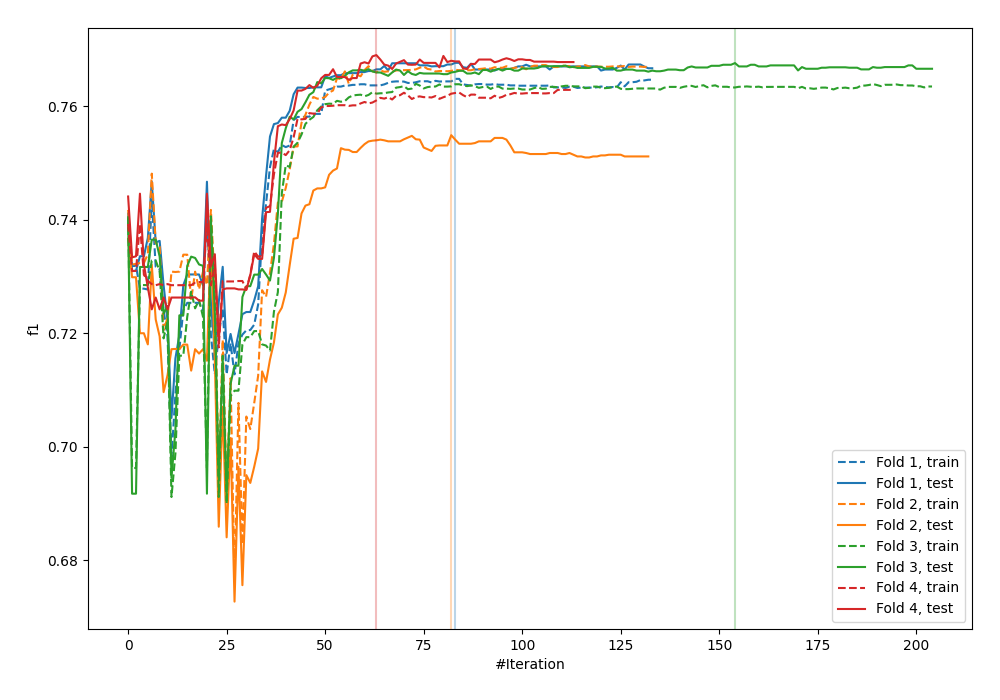 f1
0.76
0.74
0.72
0.70
0.68
0
25
50
75
100
125
150
175
200
#Iteration
Fold 1, train
Fold 1, test
Fold 2, train
Fold 2, test
Fold 3, train
Fold 3, test
Fold 4, train
Fold 4, test